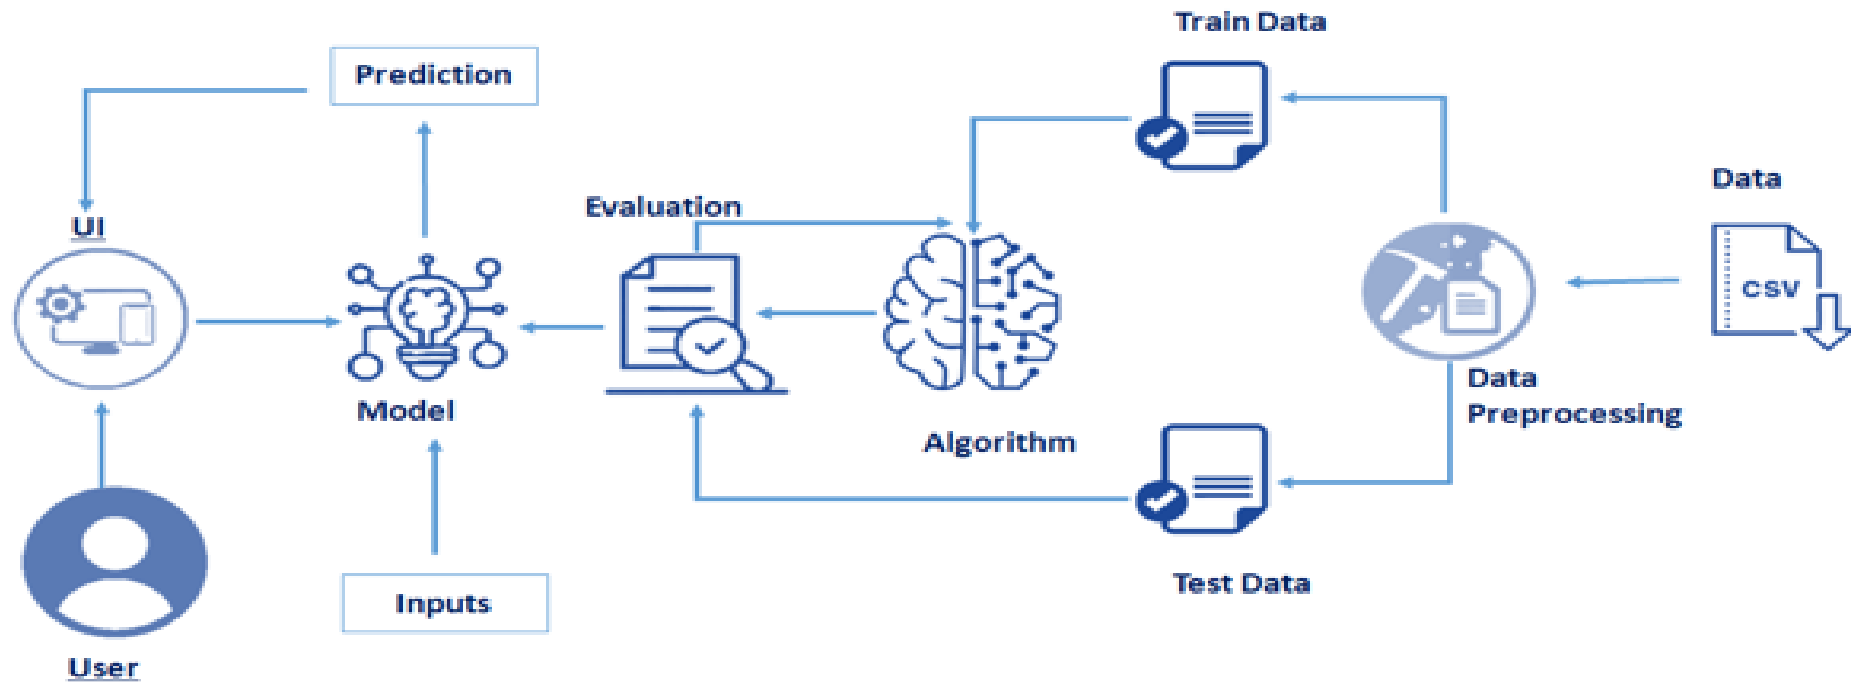 Train Data
Prediction
Data
Evaluation
UI
CSV
Data
Preprocessing
Model
Algorithm
Test Data
Inputs
User